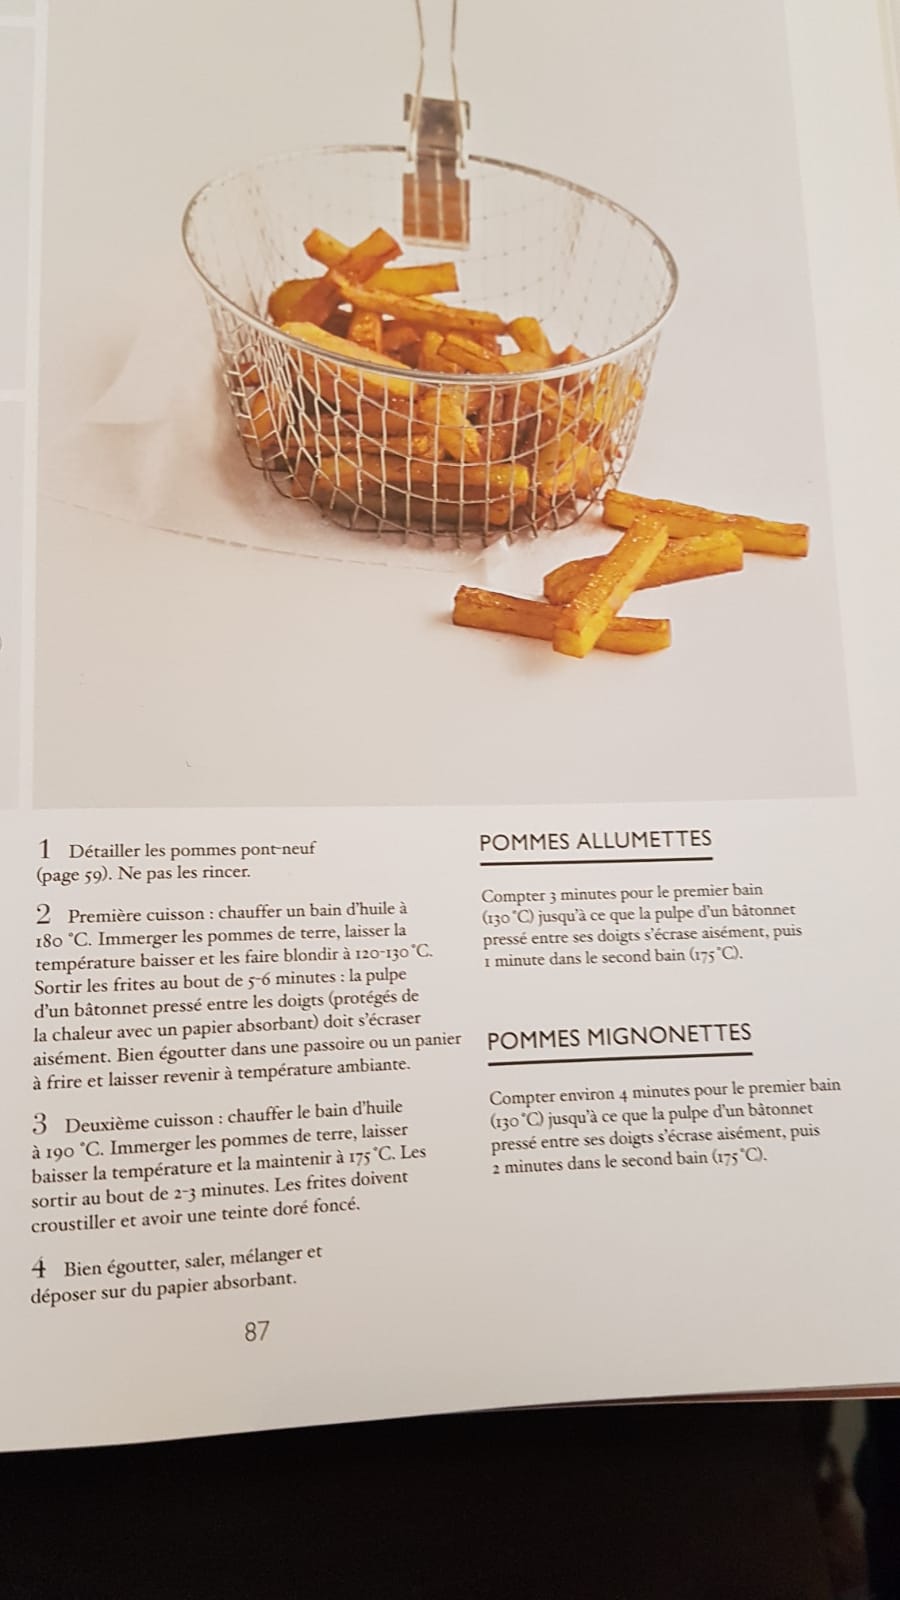 1 Détailler les pommes pont-neuf
(page 59). Ne pas les rincer.
2 Première cuisson : chauffer un bain d'huile à
180 °C. Immerger les pommes de terre, laisser la
température baisser et les faire blondir à 120-130 °C.
Sortir les frites au bout de 5-6 minutes : la pulpe
d'un bâtonnet pressé entre les doigts (protégés de
la chaleur avec un papier absorbant) doit s'écraser
aisément. Bien égoutter dans une passoire ou un panier
à frire et laisser revenir à température ambiante.
3 Deuxième cuisson : chauffer le bain d'huile
à 190 °C. Immerger les pommes de terre, laisser
baisser la température et la maintenir à 175 °C. Les
sortir au bout de 2-3 minutes. Les frites doivent
croustiller et avoir une teinte doré foncé.
4 Bien égoutter, saler, mélanger et
déposer sur du papier absorbant.
POMMES ALLUMETTES
Compter 3 minutes pour le premier bain
(130 °C) jusqu'à ce que la pulpe d'un bâtonnet
pressé entre ses doigts s'écrase aisément, puis
1 minute dans le second bain (175 °C).
POMMES MIGNONETTES
Compter environ 4 minutes pour le premier bain
(130 °C) jusqu'à ce que la pulpe d'un bâtonnet
pressé entre ses doigts s'écrase aisément, puis
2 minutes dans le second bain (175 °C).
87